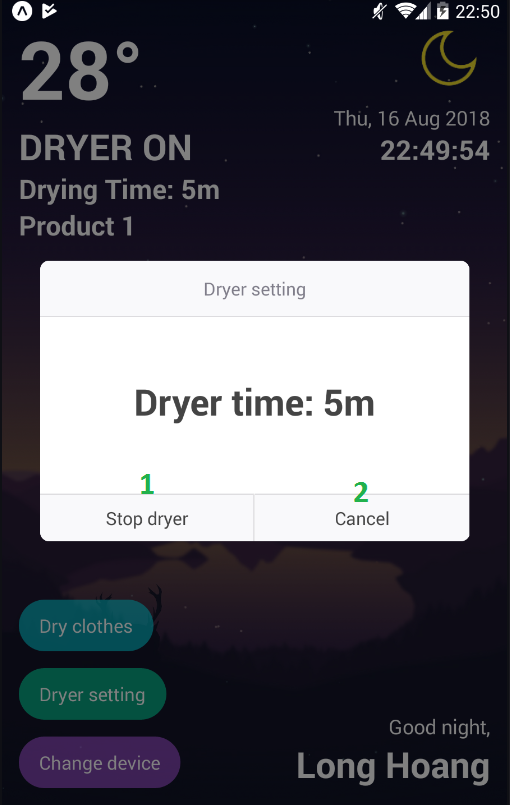 22:50
28°
Thu, 16 Aug 2018
DRYER ON
22:49:54
Drying Time: 5m
Product 1
Dryer setting
Dryer time: 5m
1
2
Stop dryer
Cancel
Dry clothes
Dryer setting
Change device
Good night,
Long Hoang